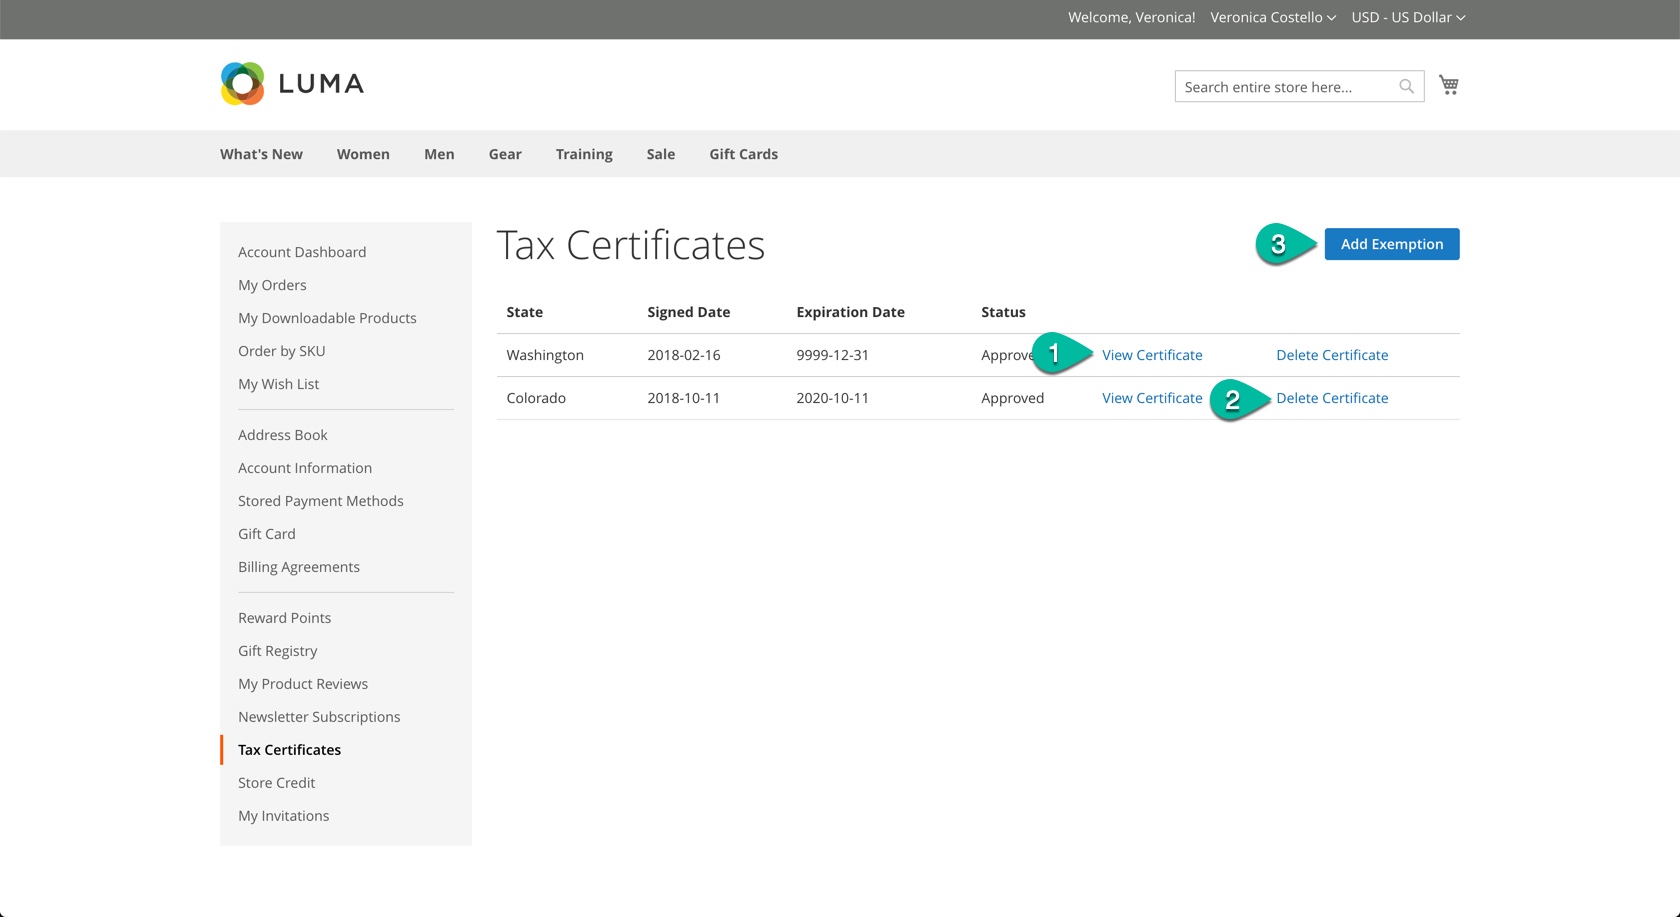 Welcome, Veronica! Veronica Costello USD - US Dollar
LUMA
Search entire store here...
What's New Women Men Gear Training Sale Gift Cards
Account Dashboard
My Orders
My Downloadable Products
Order by SKU
My Wish List
Address Book
Account Information
Stored Payment Methods
Gift Card
Billing Agreements
Reward Points
Gift Registry
My Product Reviews
Newsletter Subscriptions
Tax Certificates
Store Credit
My Invitations
Tax Certificates
3 Add Exemption
State Signed Date Expiration Date Status
Washington 2018-02-16 9999-12-31 Approve 1 View Certificate Delete Certificate
Colorado 2018-10-11 2020-10-11 Approved View Certificate 2 Delete Certificate